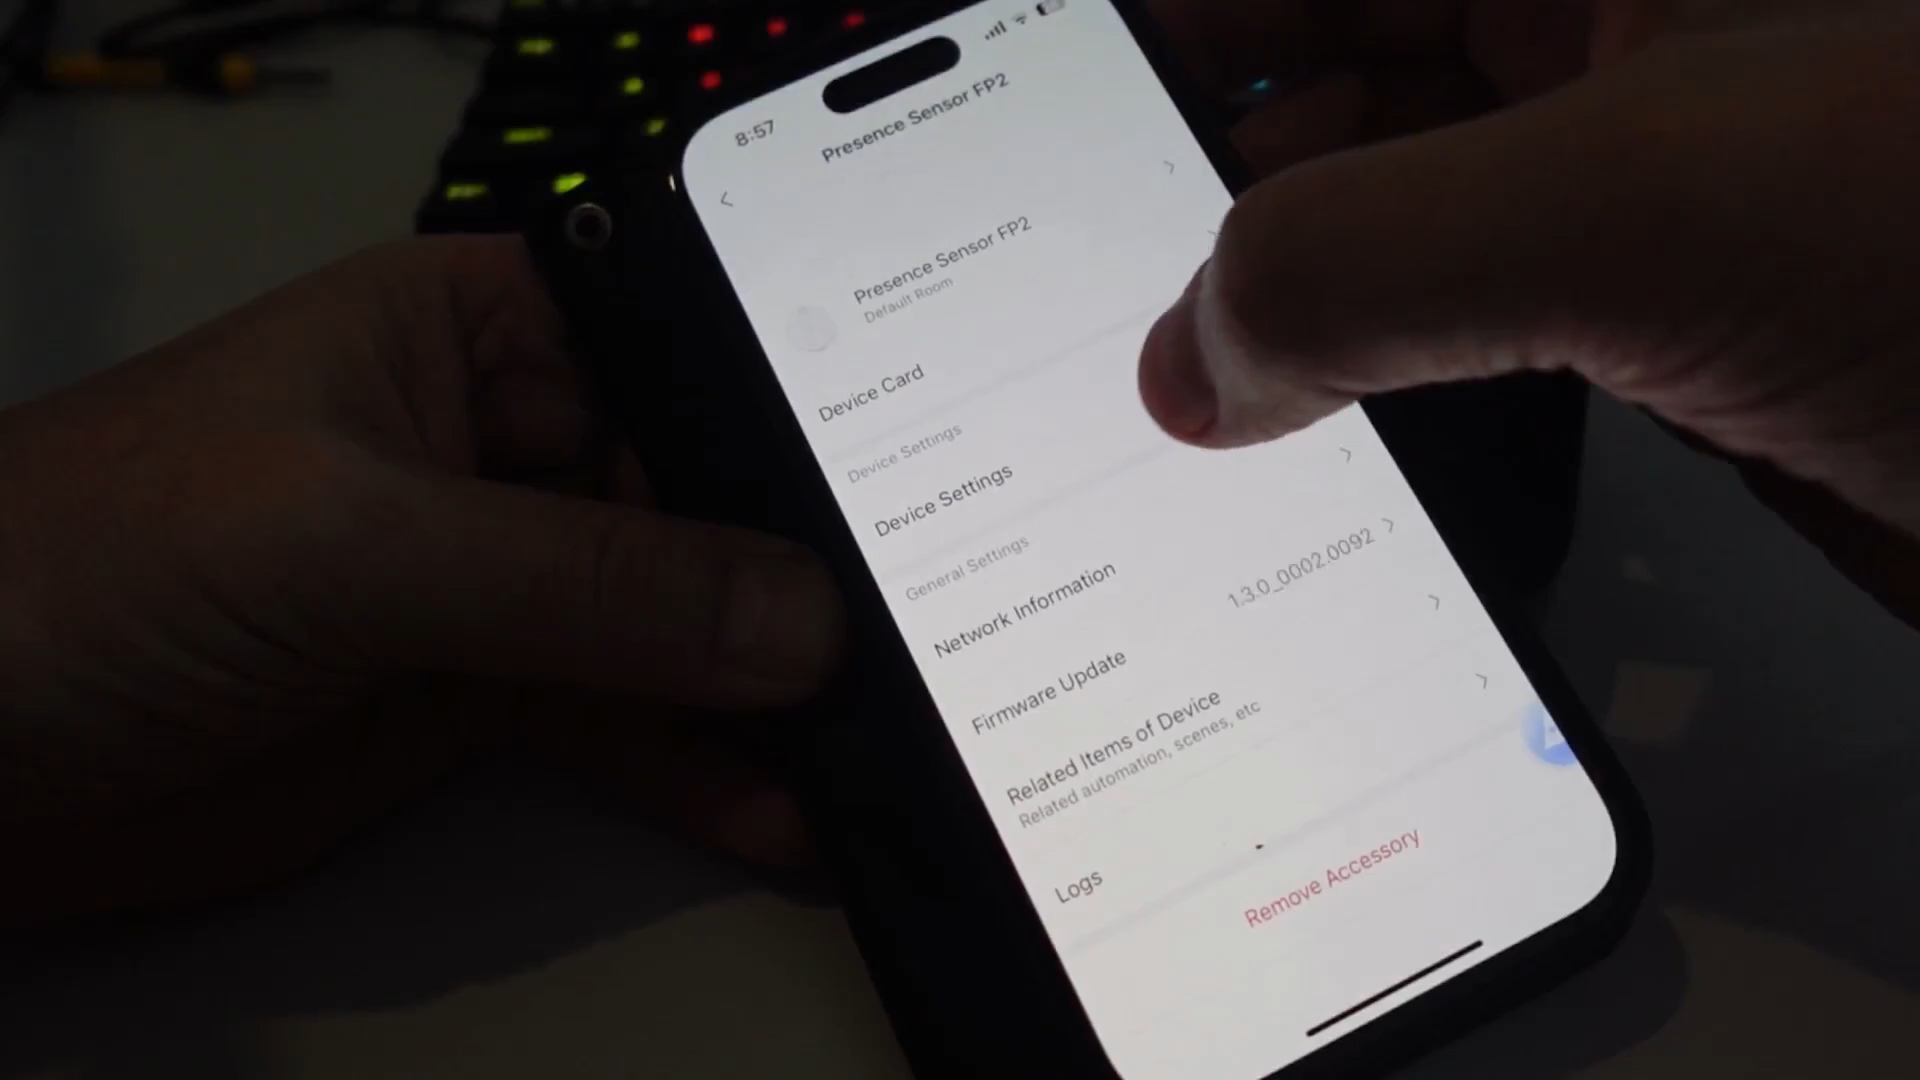 8:57
Presence Sensor FP2
Presence Sensor FP2
Default Room
Device Card
Device Settings
Device Settings
General Settings
Network Information
Firmware Update 1.3.0_0002.0092
Related Items of Device
Related automation, scenes, etc
Logs
Remove Accessory